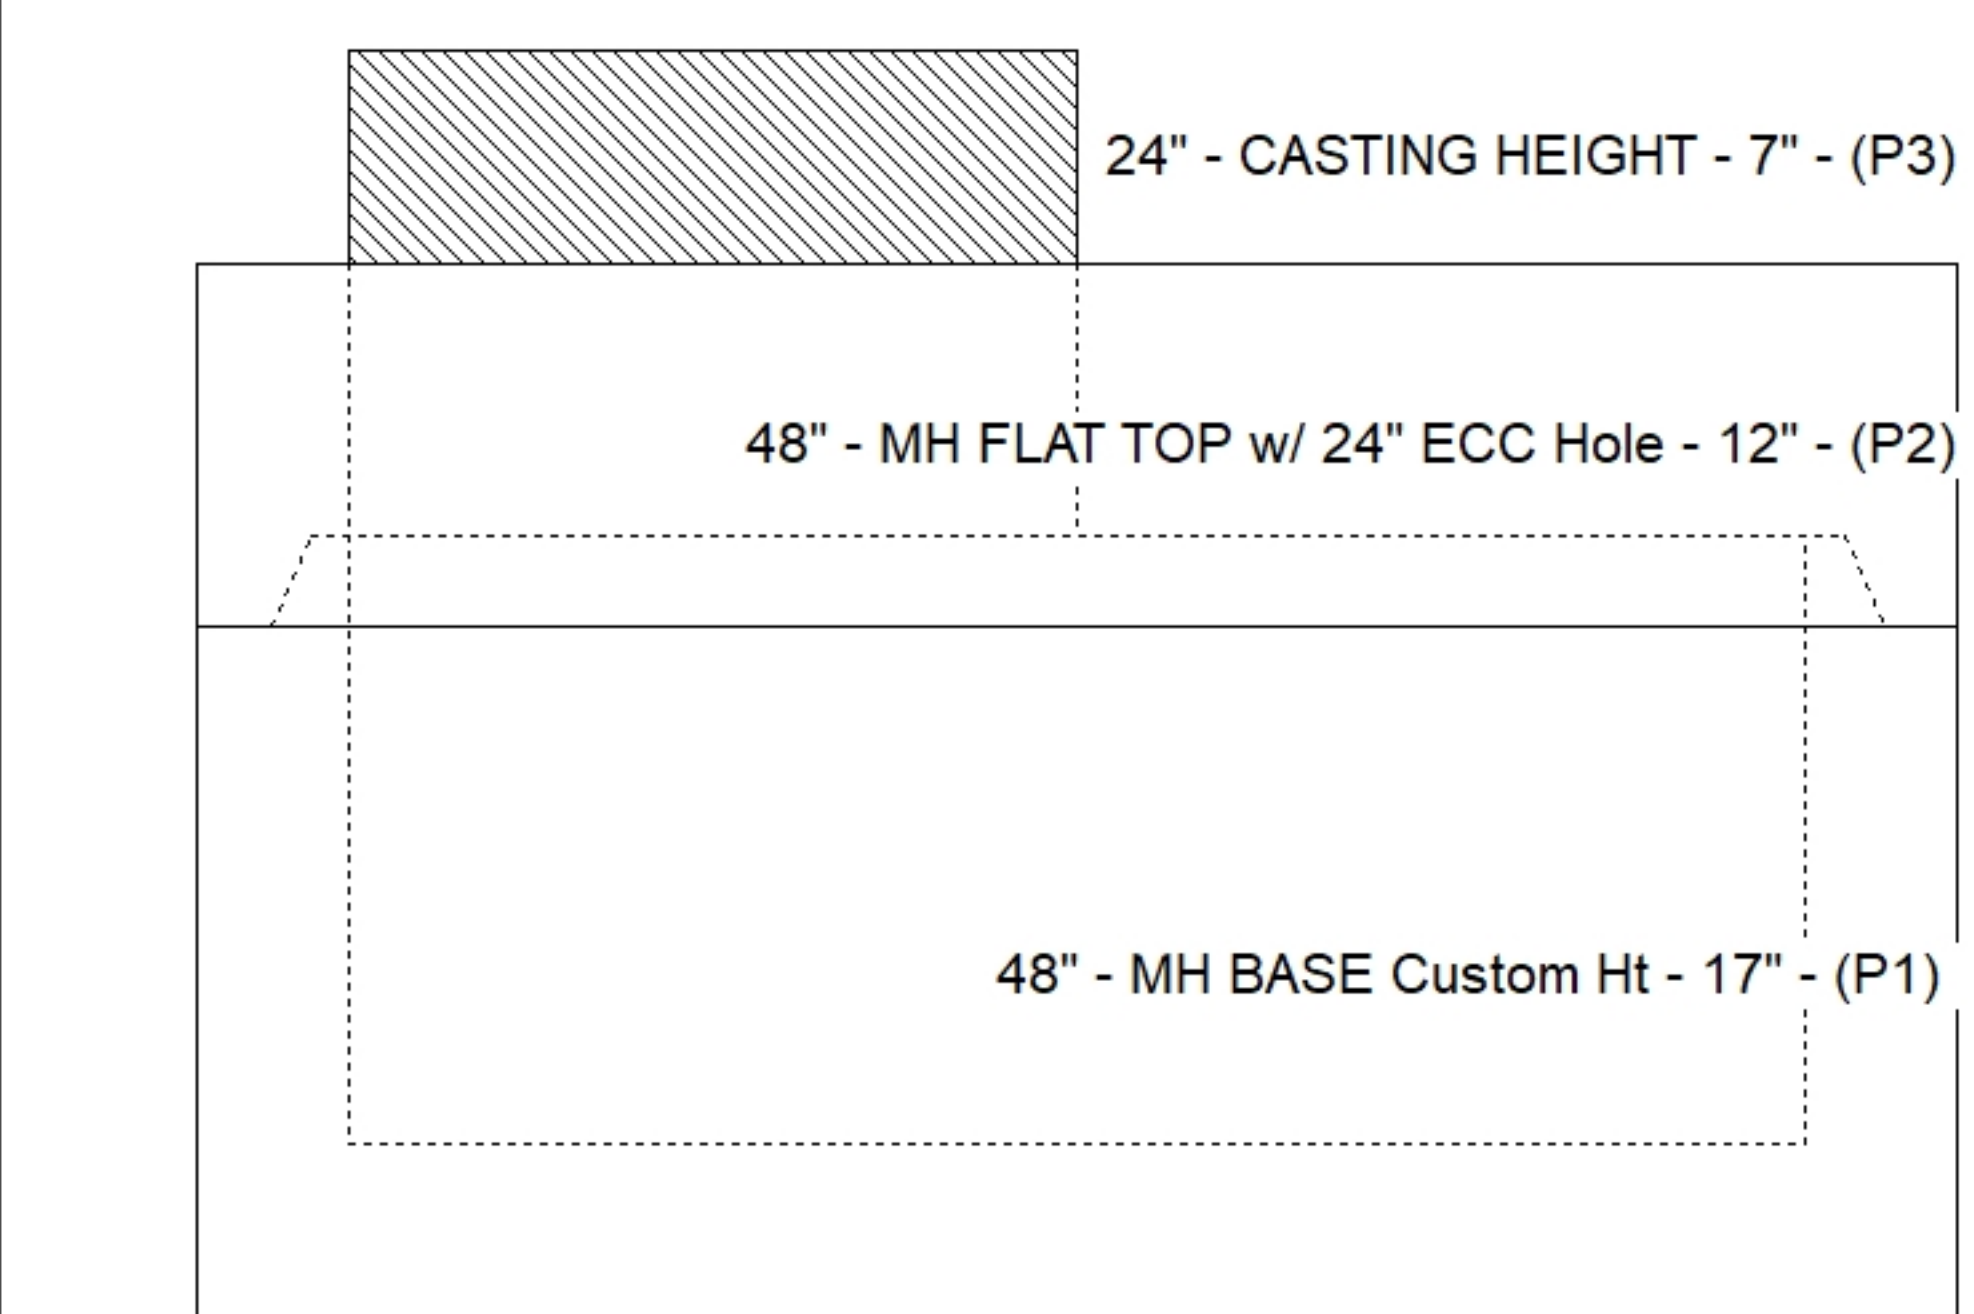 24" - CASTING HEIGHT - 7" - (P3)
48" - MH FLAT TOP w/ 24" ECC Hole - 12" - (P2)
48" - MH BASE Custom Ht - 17" - (P1)